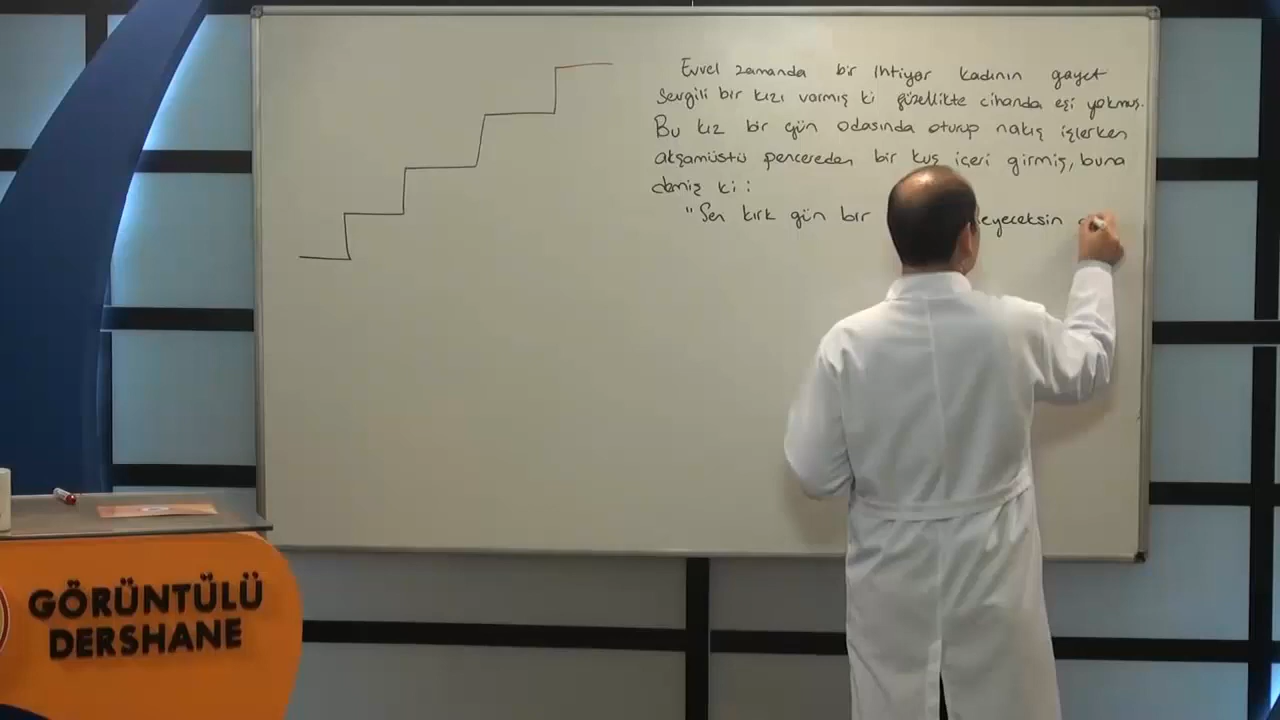 Evvel zamanda bir ihtiyar kadının gayet
sevgili bir kızı varmış ki güzellikte cihanda eşi yokmuş.
Bu kız bir gün odasında oturup nakış işlerken
akşamüstü pencereden bir kuş içeri girmiş, buna
demiş ki:
"Sen kırk gün bir eyeceksin
GÖRÜNTÜLÜ
DERSHANE